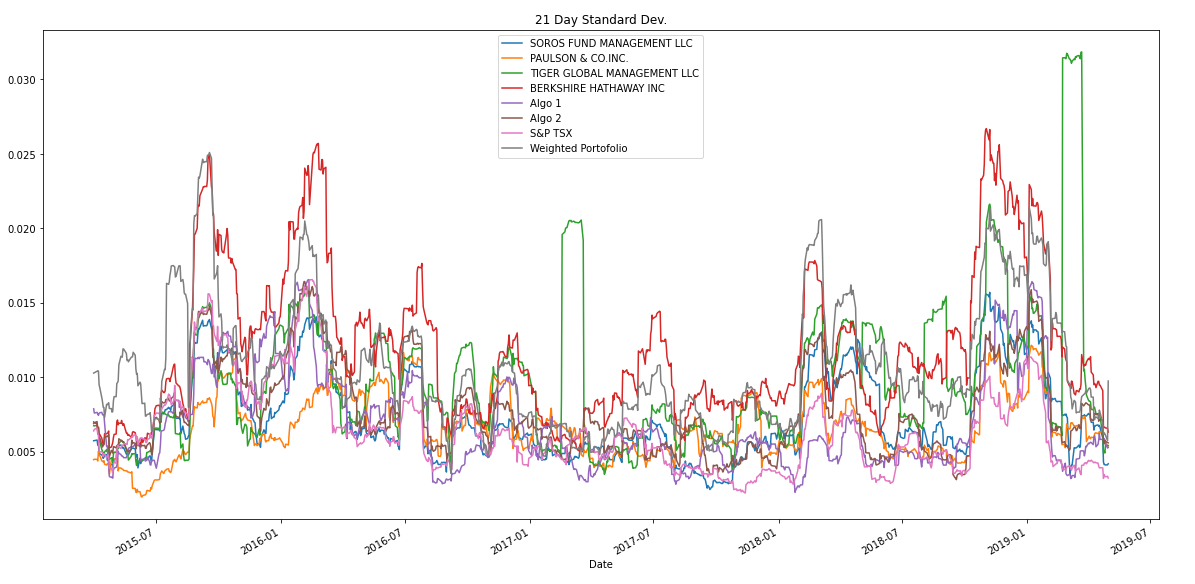 21 Day Standard Dev.
SOROS FUND MANAGEMENT LLC
PAULSON & CO.INC.
TIGER GLOBAL MANAGEMENT LLC
BERKSHIRE HATHAWAY INC
Algo 1
Algo 2
S&P TSX
Weighted Portofolio
0.030
0.025
0.020
0.015
0.010
0.005
2015-07
2016-01
2016-07
2017-01
2017-07
2018-01
2018-07
2019-01
2019-07
Date